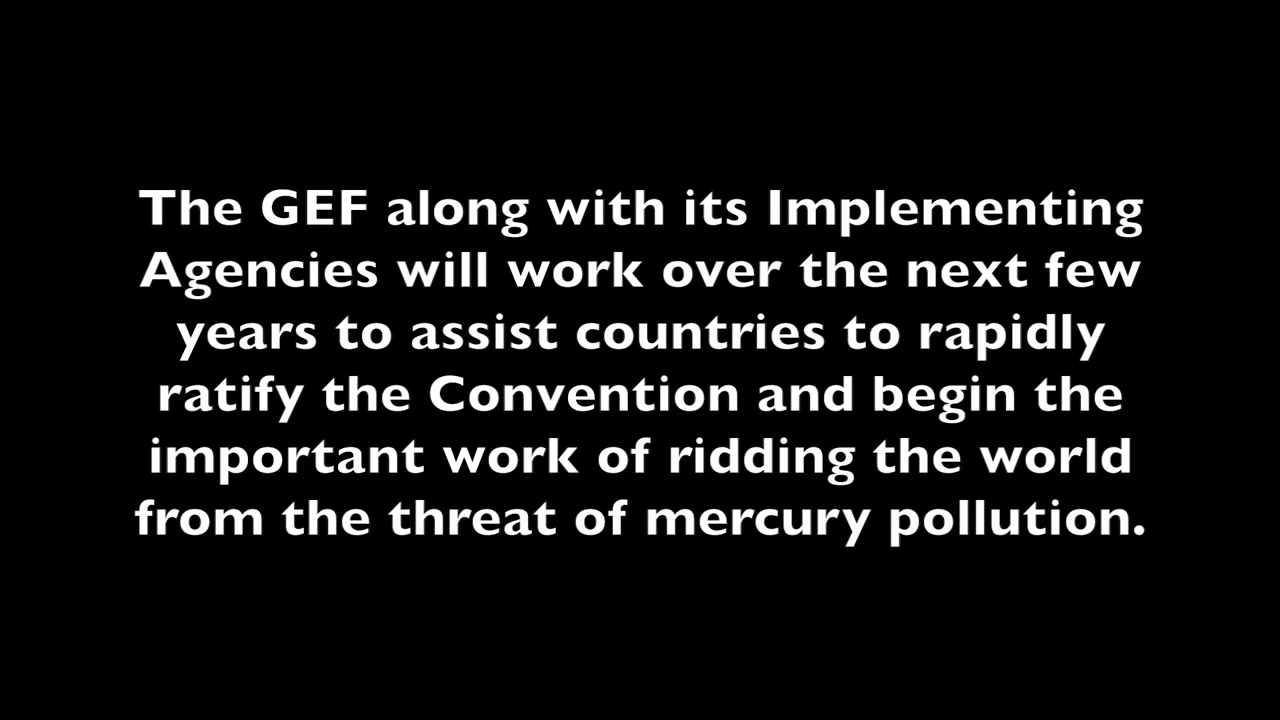 The GEF along with its Implementing
Agencies will work over the next few
years to assist countries to rapidly
ratify the Convention and begin the
important work of ridding the world
from the threat of mercury pollution.